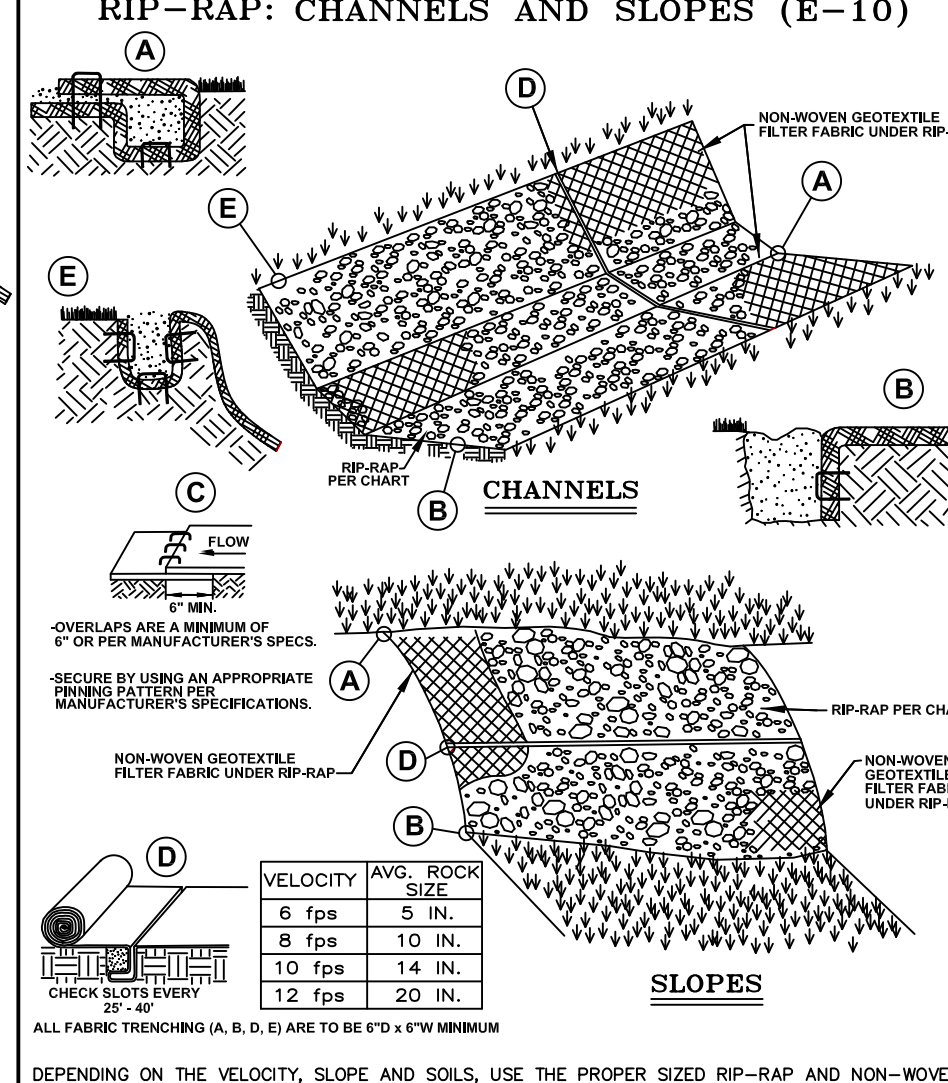 RIP-RAP: CHANNELS AND SLOPES (E-10)
A
D
NON-WOVEN GEOTEXTILE
FILTER FABRIC UNDER RIP-
A
E
E
B
RIP-RAP
PER CHART
B
CHANNELS
C
FLOW
6" MIN.
-OVERLAPS ARE A MINIMUM OF
6" OR PER MANUFACTURER'S SPECS.
-SECURE BY USING AN APPROPRIATE
PINNING PATTERN PER
MANUFACTURER'S SPECIFICATIONS.
A
RIP-RAP PER CHA
NON-WOVEN GEOTEXTILE
FILTER FABRIC UNDER RIP-RAP
D
NON-WOVEN
GEOTEXTILE
FILTER FAB
UNDER RIP-
B
D
VELOCITY AVG. ROCK SIZE
6 fps 5 IN.
8 fps 10 IN.
10 fps 14 IN.
12 fps 20 IN.
CHECK SLOTS EVERY
25' - 40'
SLOPES
ALL FABRIC TRENCHING (A, B, D, E) ARE TO BE 6"D x 6"W MINIMUM
DEPENDING ON THE VELOCITY, SLOPE AND SOILS, USE THE PROPER SIZED RIP-RAP AND NON-WOVE